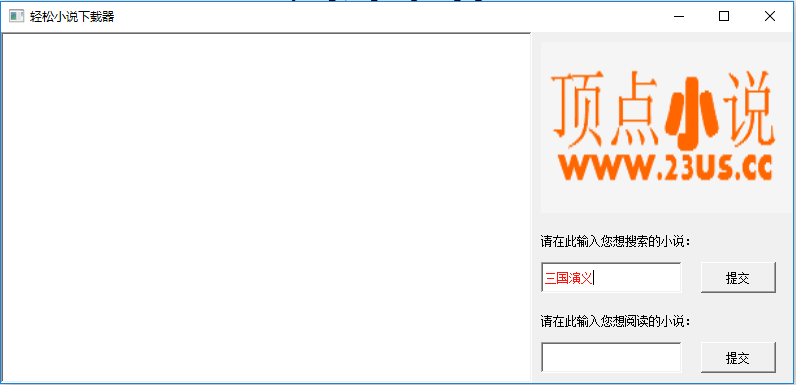 轻松小说下载器
顶点小说
WWW.23US.CC
请在此输入您想搜索的小说：
三国演义
提交
请在此输入您想阅读的小说：
提交